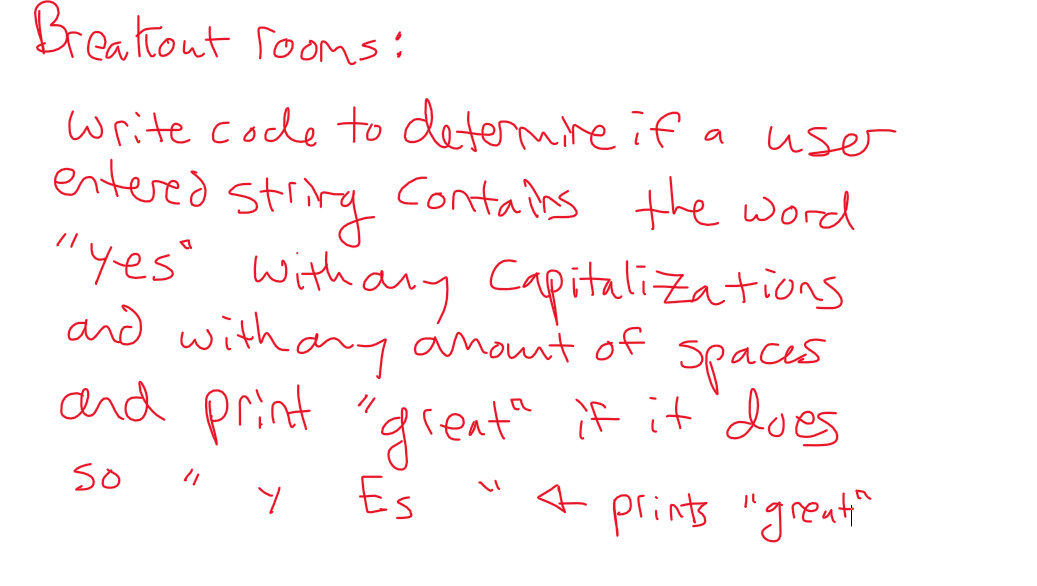 Breakout rooms:
write code to determine if a user
entered string contains the word
"yes" with any capitalizations
and with any amount of spaces
and print "great" if it does
so " y Es " ← prints "great"